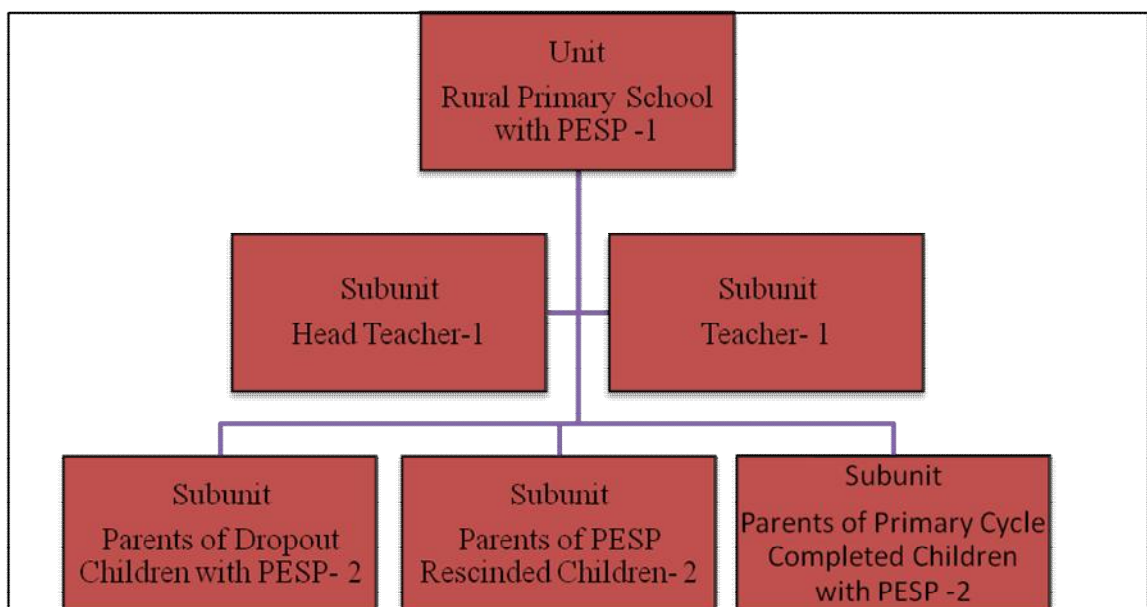 Unit
Rural Primary School
with PESP -1
Subunit
Head Teacher-1
Subunit
Teacher- 1
Subunit
Parents of Dropout
Children with PESP- 2
Subunit
Parents of PESP
Rescinded Children- 2
Subunit
Parents of Primary Cycle
Completed Children
with PESP -2